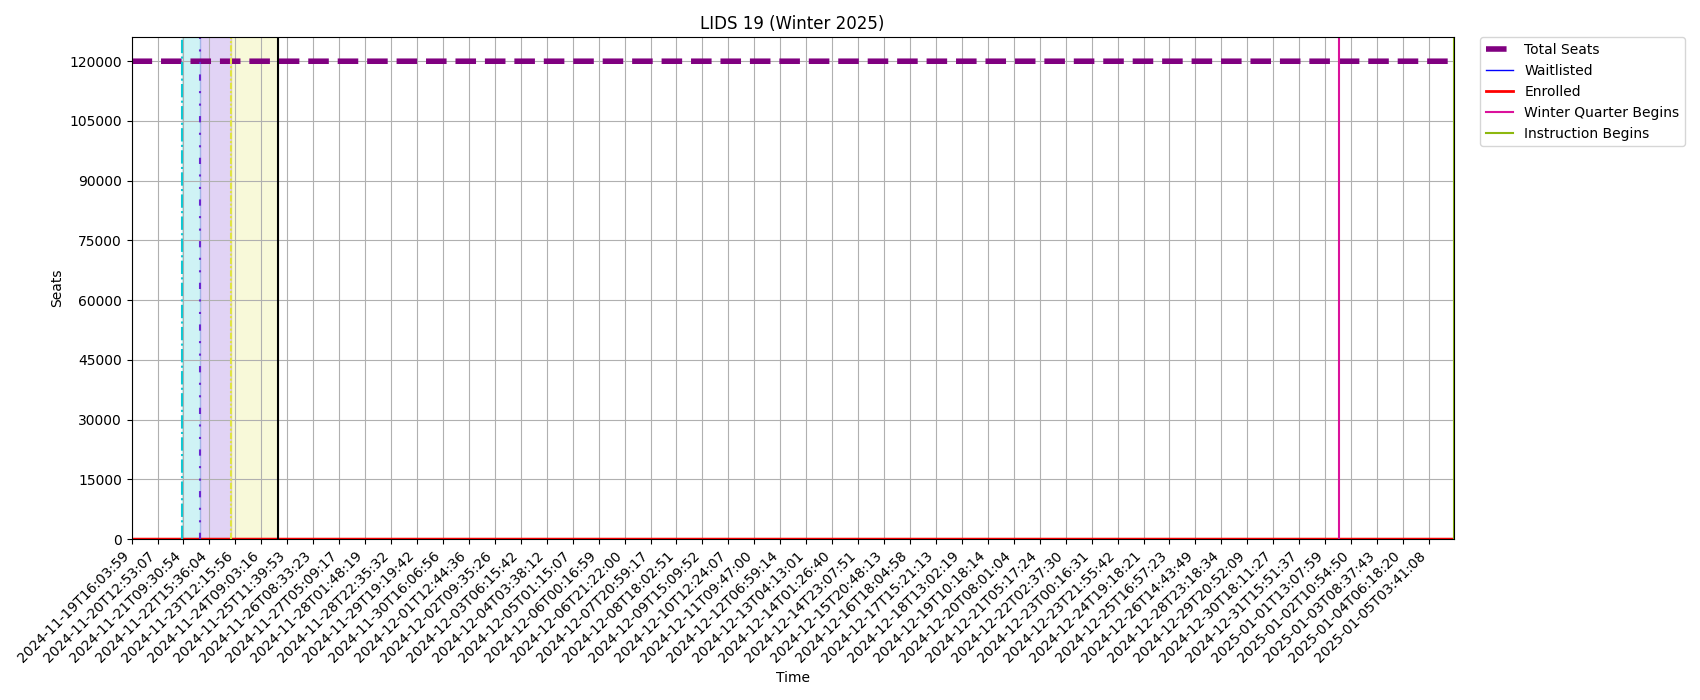 LIDS 19 (Winter 2025)
Total Seats
Waitlisted
Enrolled
Winter Quarter Begins
Instruction Begins
120000
105000
90000
75000
60000
45000
30000
15000
0
Seats
2024-11-19T16:03:59
2024-11-20T12:53:07
2024-11-21T09:30:54
2024-11-22T15:36:04
2024-11-23T12:15:56
2024-11-24T09:03:16
2024-11-25T11:39:53
2024-11-26T08:33:23
2024-11-27T05:09:17
2024-11-28T01:48:19
2024-11-28T22:35:32
2024-11-29T19:19:42
2024-11-30T16:06:56
2024-12-01T12:44:36
2024-12-02T09:35:26
2024-12-03T06:15:42
2024-12-04T03:38:12
2024-12-05T01:15:07
2024-12-06T00:16:59
2024-12-06T21:22:00
2024-12-07T20:59:17
2024-12-08T18:02:51
2024-12-09T15:09:52
2024-12-10T12:24:07
2024-12-11T09:47:00
2024-12-12T06:59:14
2024-12-13T04:13:01
2024-12-14T01:26:40
2024-12-14T23:07:51
2024-12-15T20:48:13
2024-12-16T18:04:58
2024-12-17T15:21:13
2024-12-18T13:02:19
2024-12-19T10:18:14
2024-12-20T08:01:04
2024-12-21T05:17:24
2024-12-22T02:37:30
2024-12-23T00:16:31
2024-12-23T21:55:42
2024-12-24T19:18:21
2024-12-25T16:57:23
2024-12-26T14:43:49
2024-12-28T23:18:34
2024-12-29T20:52:09
2024-12-30T18:11:27
2024-12-31T15:51:37
2025-01-01T13:07:59
2025-01-02T10:54:50
2025-01-03T08:37:43
2025-01-04T06:18:20
2025-01-05T03:41:08
Time